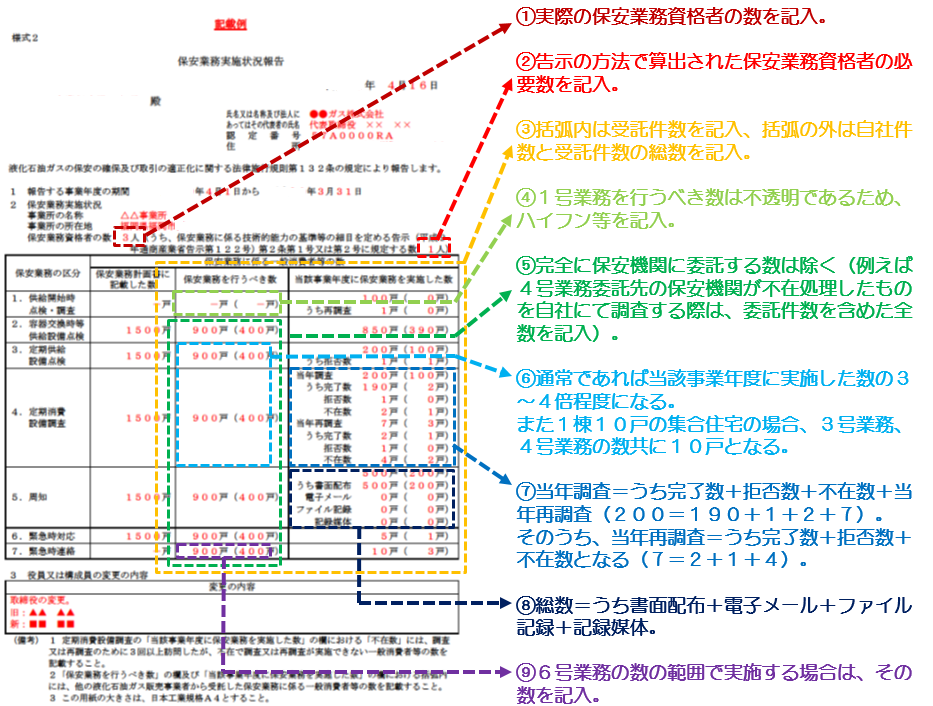 記載例
様式2
保安業務実施状況報告
年 4月16日
殿
氏名又は名称及び法人に ●●ガス株式会社
あってはその代表者の氏名 代表取締役 ×× ××
認定番号 A0000RA
住所
液化石油ガスの保安の確保及び取引の適正化に関する法律施行規則第132条の規定により報告します。
1 報告する事業年度の期間 年4月1日から 年3月31日
2 保安業務実施状況
事業所の名称 △△事業所
事業所の所在地
保安業務資格者の数 3人(うち、保安業務に係る技術的能力の基準等の細目を定める告示(平成9
年通商産業省告示第122号)第2条第1号又は第2号に規定する数 1人)
保安業務に係る一般消費者等の数
保安業務の区分 保安業務計画書に記載した数 保安業務を行うべき数 当該事業年度に保安業務を実施した数
1.供給開始時点検・調査 戸 -戸( -戸) 100戸( 0戸)
うち再調査 1戸( 0戸)
2.容器交換時等供給設備点検 1500戸 900戸(400戸) 850戸(390戸)
3.定期供給設備点検 1500戸 900戸(400戸) 200戸(100戸)
うち拒否数 1戸( 1戸)
4.定期消費設備調査 1500戸 900戸(400戸) 当年調査 200戸(100戸)
うち完了数 190戸( 2戸)
拒否数 1戸( 0戸)
不在数 2戸( 1戸)
当年再調査 7戸( 3戸)
うち完了数 2戸( 1戸)
拒否数 1戸( 0戸)
不在数 4戸( 2戸)
5.周知 1500戸 900戸(400戸) 500戸(200戸)
うち書面配布 500戸(200戸)
電子メール 0戸( 0戸)
ファイル記録 0戸( 0戸)
記録媒体 0戸( 0戸)
6.緊急時対応 1500戸 900戸(400戸) 5戸( 1戸)
7.緊急時連絡 戸 900戸(400戸) 10戸( 3戸)
3 役員又は構成員の変更の内容
変更の内容
取締役の変更。
旧:▲▲ ▲▲
新:■■ ■■
(備考) 1 定期消費設備調査の「当該事業年度に保安業務を実施した数」の欄における「不在数」には、調査
又は再調査のために3回以上訪問したが、不在で調査又は再調査が実施できない一般消費者等の数を
記載すること。
2 「保安業務を行うべき数」の欄及び「当該事業年度に保安業務を実施した数」の欄における括弧内
には、他の液化石油ガス販売事業者から受託した保安業務に係る一般消費者等の数を記載すること。
3 この用紙の大きさは、日本工業規格A4とすること。
①実際の保安業務資格者の数を記入。
②告示の方法で算出された保安業務資格者の必
要数を記入。
③括弧内は受託件数を記入、括弧の外は自社件
数と受託件数の総数を記入。
④1号業務を行うべき数は不透明であるため、
ハイフン等を記入。
⑤完全に保安機関に委託する数は除く(例えば
4号業務委託先の保安機関が不在処理したもの
を自社にて調査する際は、委託件数を含めた全
数を記入)。
⑥通常であれば当該事業年度に実施した数の3
~4倍程度になる。
また1棟10戸の集合住宅の場合、3号業務、
4号業務の数共に10戸となる。
⑦当年調査=うち完了数+拒否数+不在数+当
年再調査(200=190+1+2+7)。
そのうち、当年再調査=うち完了数+拒否数+
不在数となる(7=2+1+4)。
⑧総数=うち書面配布+電子メール+ファイル
記録+記録媒体。
⑨6号業務の数の範囲で実施する場合は、その
数を記入。